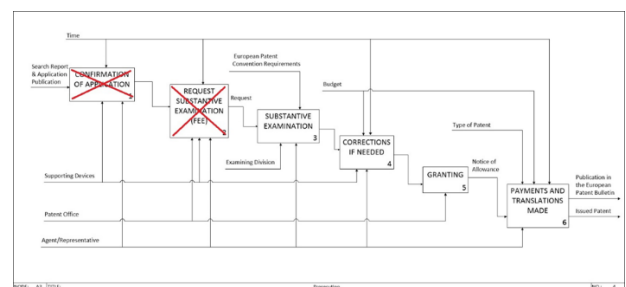 Time
Search Report
& Application
Publication
CONFIRMATION
OF APPLICATION
1
REQUEST
SUBSTANTIVE
EXAMINATION
(FEE)
2
Request
European Patent
Convention Requirements
SUBSTANTIVE
EXAMINATION
3
Examining Division
Budget
CORRECTIONS
IF NEEDED
4
GRANTING
5
Notice of
Allowance
Type of Patent
PAYMENTS AND
TRANSLATIONS
MADE
6
Publication in
the European
Patent Bulletin
Issued Patent
Supporting Devices
Patent Office
Agent/Representative